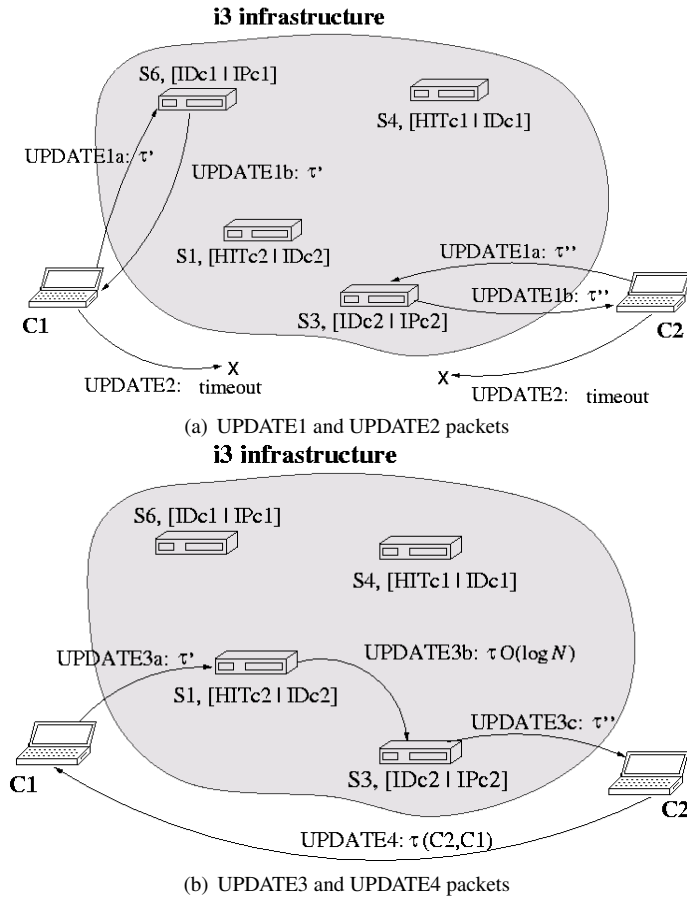 i3 infrastructure
S6, [IDc1 | IPc1]
S4, [HITc1 | IDc1]
UPDATE1a: τ'
UPDATE1b: τ'
S1, [HITc2 | IDc2]
UPDATE1a: τ''
UPDATE1b: τ''
S3, [IDc2 | IPc2]
C1
C2
X
X
UPDATE2: timeout
UPDATE2: timeout
(a) UPDATE1 and UPDATE2 packets
i3 infrastructure
S6, [IDc1 | IPc1]
S4, [HITc1 | IDc1]
UPDATE3a: τ'
UPDATE3b: τ O(log N)
S1, [HITc2 | IDc2]
UPDATE3c: τ''
S3, [IDc2 | IPc2]
C1
C2
UPDATE4: τ (C2,C1)
(b) UPDATE3 and UPDATE4 packets